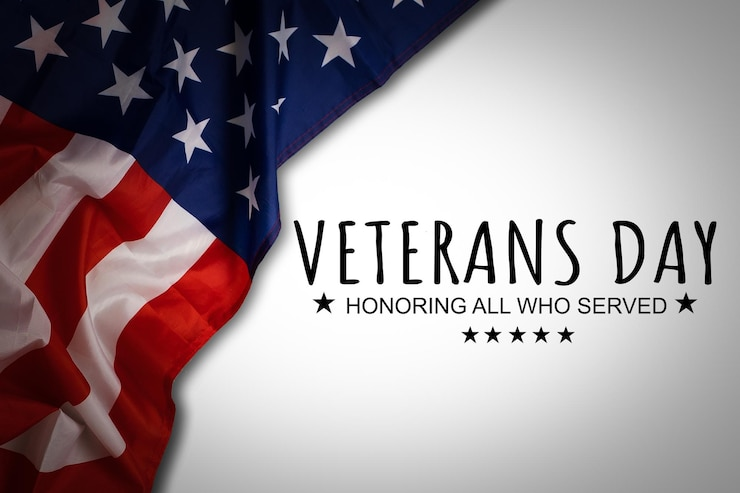 VETERANS DAY
★ HONORING ALL WHO SERVED ★
★★★★★